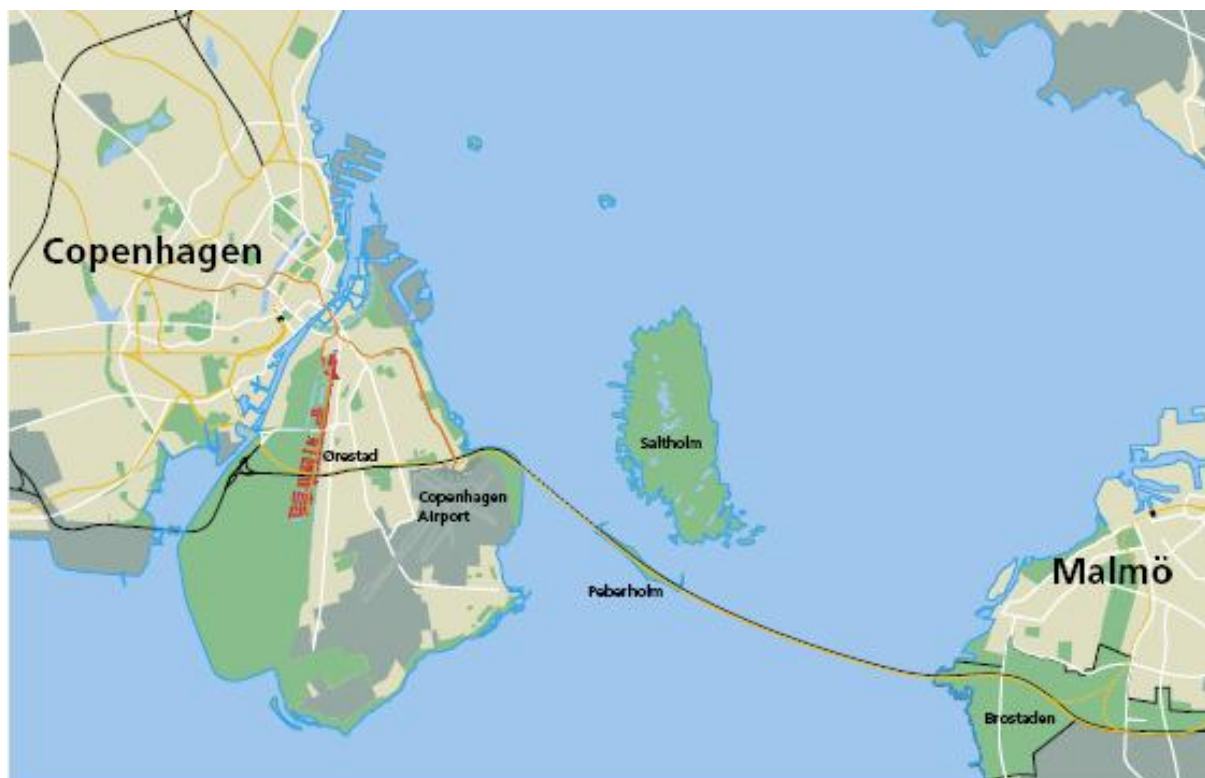 Copenhagen
Saltholm
Ørestad
Copenhagen
Airport
Malmö
Peberholm
Brostaden